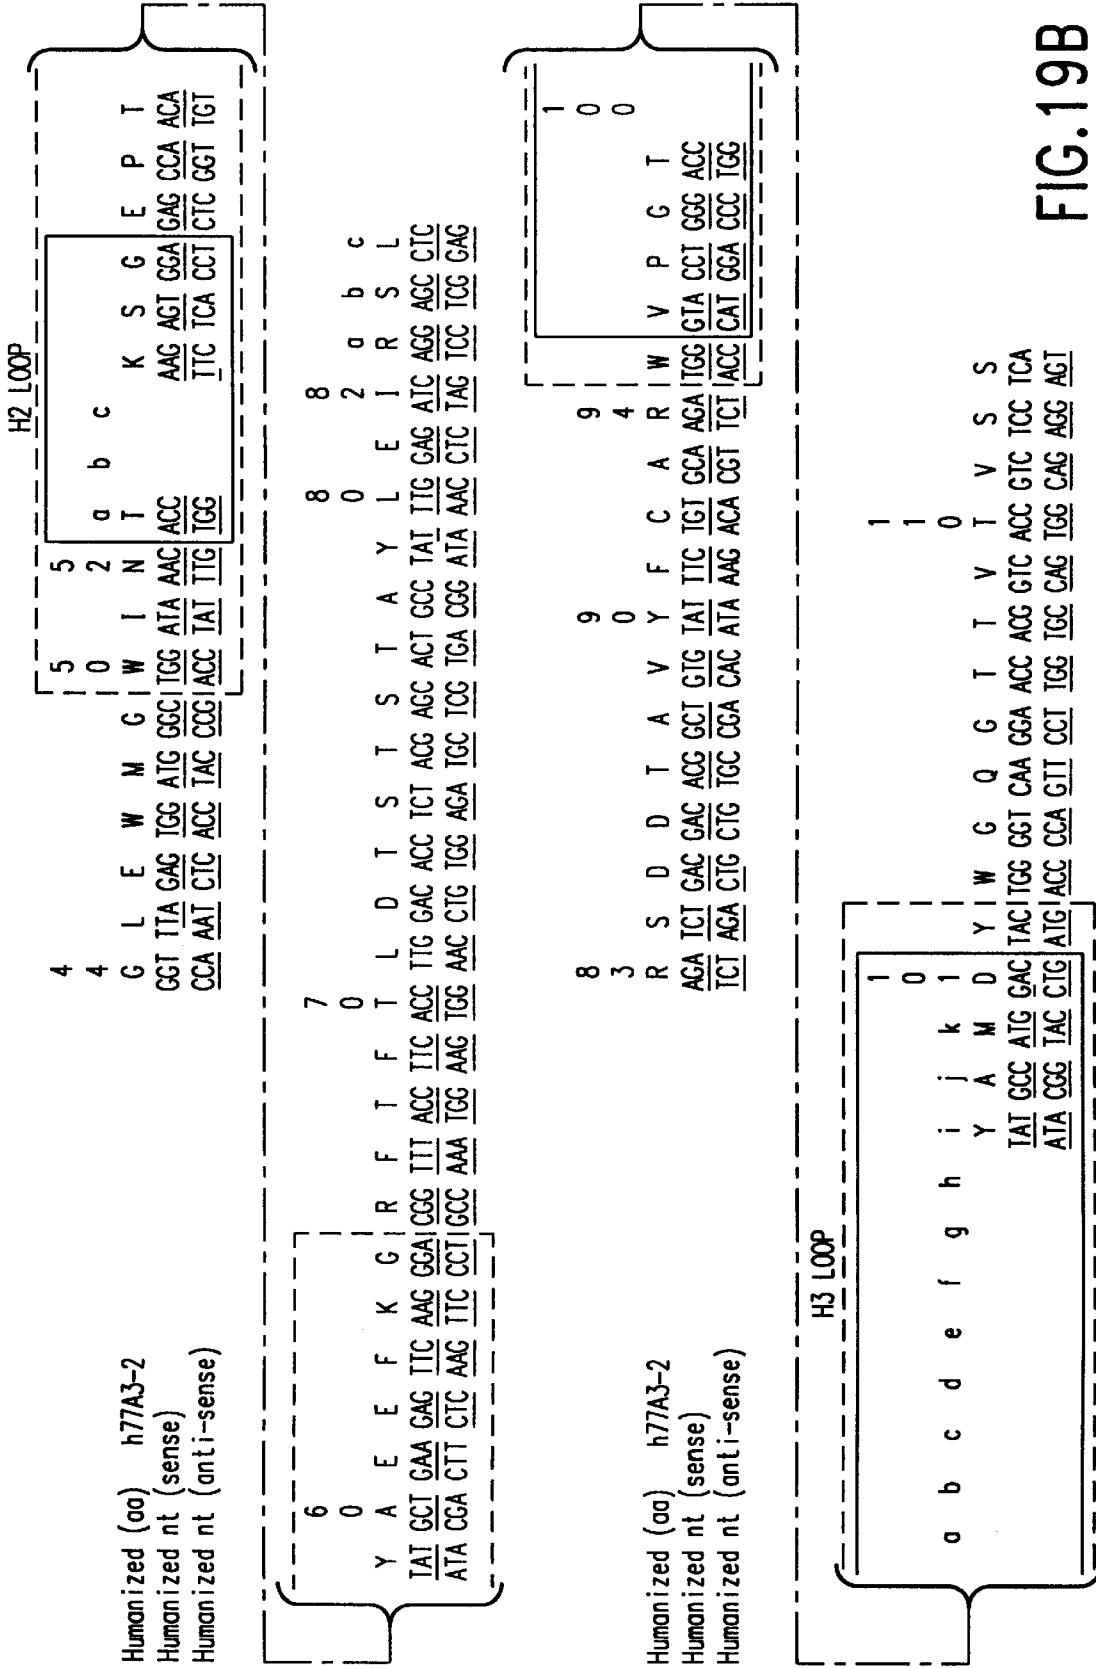 H2 LOOP
4 5 5
4 0 2 a b c
Humanized (aa) h77A3-2 G L E W M G W I N T K S G E P T
Humanized nt (sense) GGT TTA GAG TGG ATG GGC TGG ATA AAC ACC AAG AGT GGA GAG CCA ACA
Humanized nt (anti-sense) CCA AAT CTC ACC TAC CCG ACC TAT TTG TGG TTC TCA CCT CTC GGT TGT
6 7 8 8
0 0 0 2 a b c
Y A E E F K G R F T F T L D T S T S T A Y L E I R S L
TAT GCT GAA GAG TTC AAG GGA CGG TTT ACC TTC ACC TTG GAC ACC TCT ACG AGC ACT GCC TAT TTG GAG ATC AGG AGC CTC
ATA CGA CTT CTC AAG TTC CCT GCC AAA TGG AAG TGG AAC CTG TGG AGA TGC TCG TGA CGG ATA AAC CTC TAG TCC TCG GAG
1
8 9 9 0
3 0 4 0
Humanized (aa) h77A3-2 R S D D T A V Y F C A R W V P G T
Humanized nt (sense) AGA TCT GAC GAC ACG GCT GTG TAT TTC TGT GCA AGA TGG GTA CCT GGG ACC
Humanized nt (anti-sense) TCT AGA CTG CTG TGC CGA CAC ATA AAG ACA CGT TCT ACC CAT GGA CCC TGG
H3 LOOP
1 1
0 1
a b c d e f g h i j k 1 0
Y A M D Y W G Q G T T V T V S S
TAT GCC ATG GAC TAC TGG GGT CAA GGA ACC ACG GTC ACC GTC TCC TCA
ATA CGG TAC CTG ATG ACC CCA GTT CCT TGG TGC CAG TGG CAG AGG AGT
FIG.19B